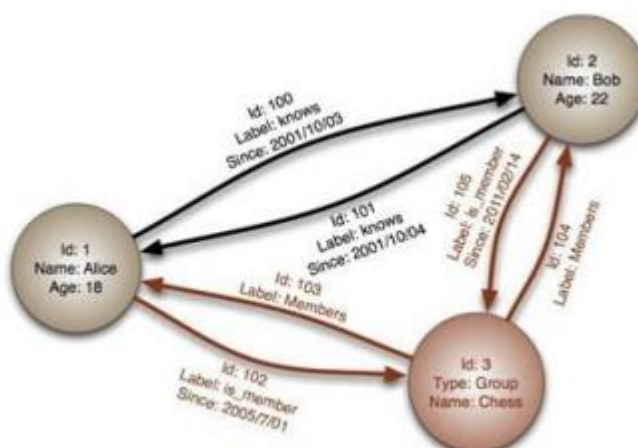 Id: 2
Name: Bob
Age: 22
Id: 100
Label: knows
Since: 2001/10/03
Id: 101
Label: knows
Since: 2001/10/04
Id: 105
Label: is_member
Since: 2011/02/14
Id: 104
Label: Members
Id: 1
Name: Alice
Age: 18
Id: 103
Label: Members
Id: 102
Label: is_member
Since: 2005/7/01
Id: 3
Type: Group
Name: Chess